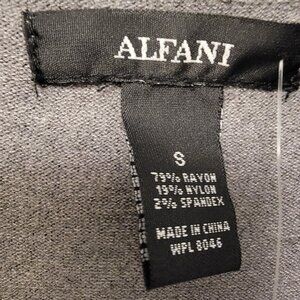 ALFANI
S
79% RAYON
19% NYLON
2% SPANDEX
MADE IN CHINA
WPL 8046